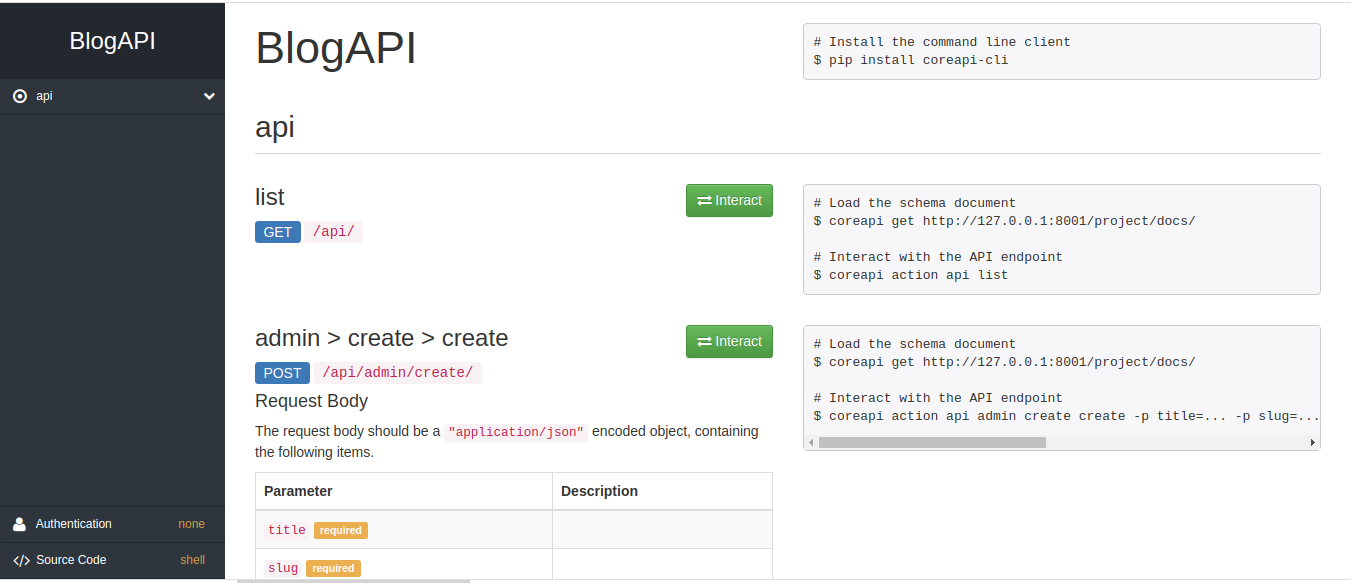 BlogAPI
api
Authentication none
Source Code shell
BlogAPI
# Install the command line client
$ pip install coreapi-cli
api
list
Interact
GET /api/
# Load the schema document
$ coreapi get http://127.0.0.1:8001/project/docs/
# Interact with the API endpoint
$ coreapi action api list
admin > create > create
Interact
POST /api/admin/create/
Request Body
The request body should be a "application/json" encoded object, containing
the following items.
Parameter Description
title required
slug required
# Load the schema document
$ coreapi get http://127.0.0.1:8001/project/docs/
# Interact with the API endpoint
$ coreapi action api admin create create -p title=... -p slug=...